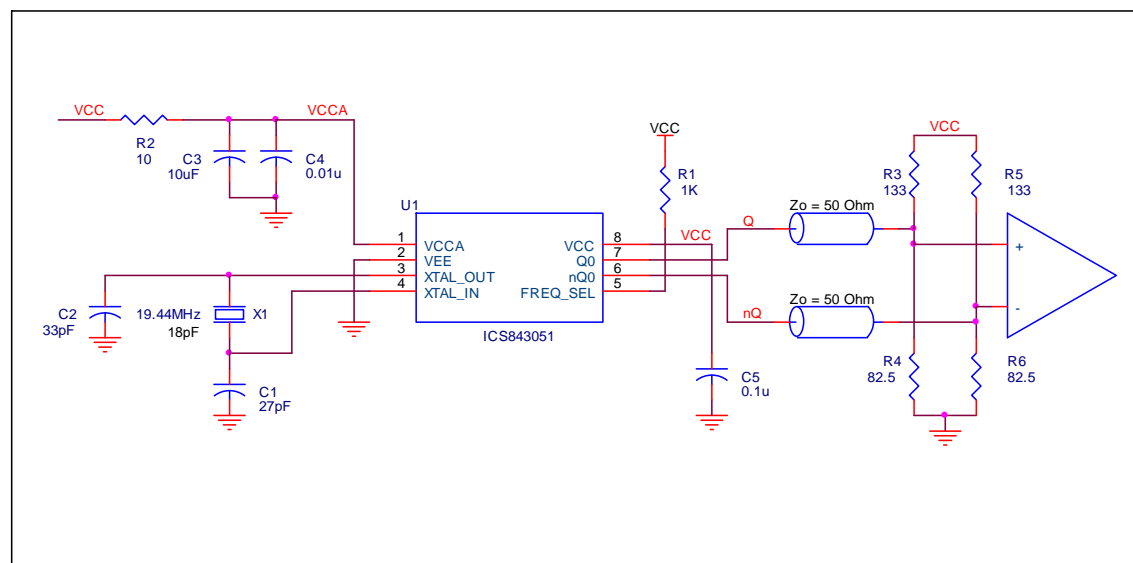 VCC
R2
10
VCCA
C3
10uF
C4
0.01u
C2
33pF
19.44MHz
18pF
X1
C1
27pF
U1
1
2
3
4
VCCA
VEE
XTAL_OUT
XTAL_IN
VCC
Q0
nQ0
FREQ_SEL
8
7
6
5
ICS843051
VCC
R1
1K
VCC
C5
0.1u
Q
Zo = 50 Ohm
nQ
Zo = 50 Ohm
VCC
R3
133
R5
133
R4
82.5
R6
82.5
+
-